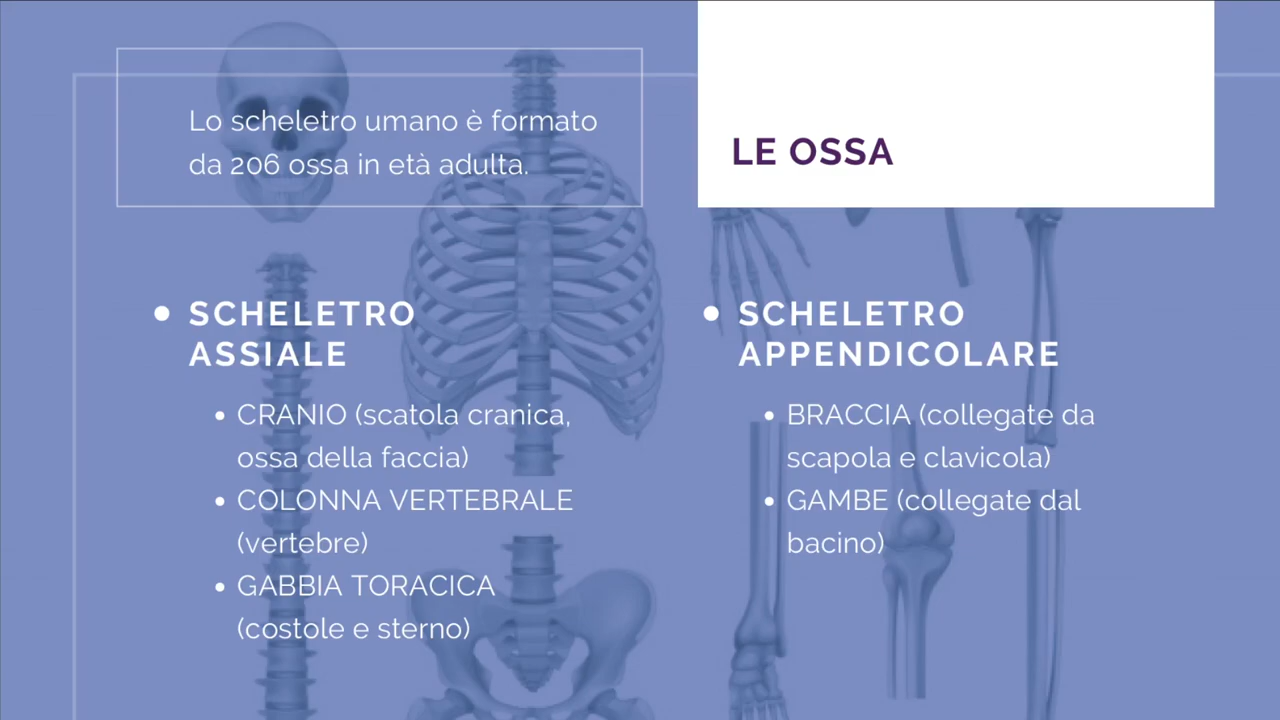 Lo scheletro umano è formato
da 206 ossa in età adulta.
LE OSSA
SCHELETRO
ASSIALE
CRANIO (scatola cranica,
ossa della faccia)
COLONNA VERTEBRALE
(vertebre)
GABBIA TORACICA
(costole e sterno)
SCHELETRO
APPENDICOLARE
BRACCIA (collegate da
scapola e clavicola)
GAMBE (collegate dal
bacino)